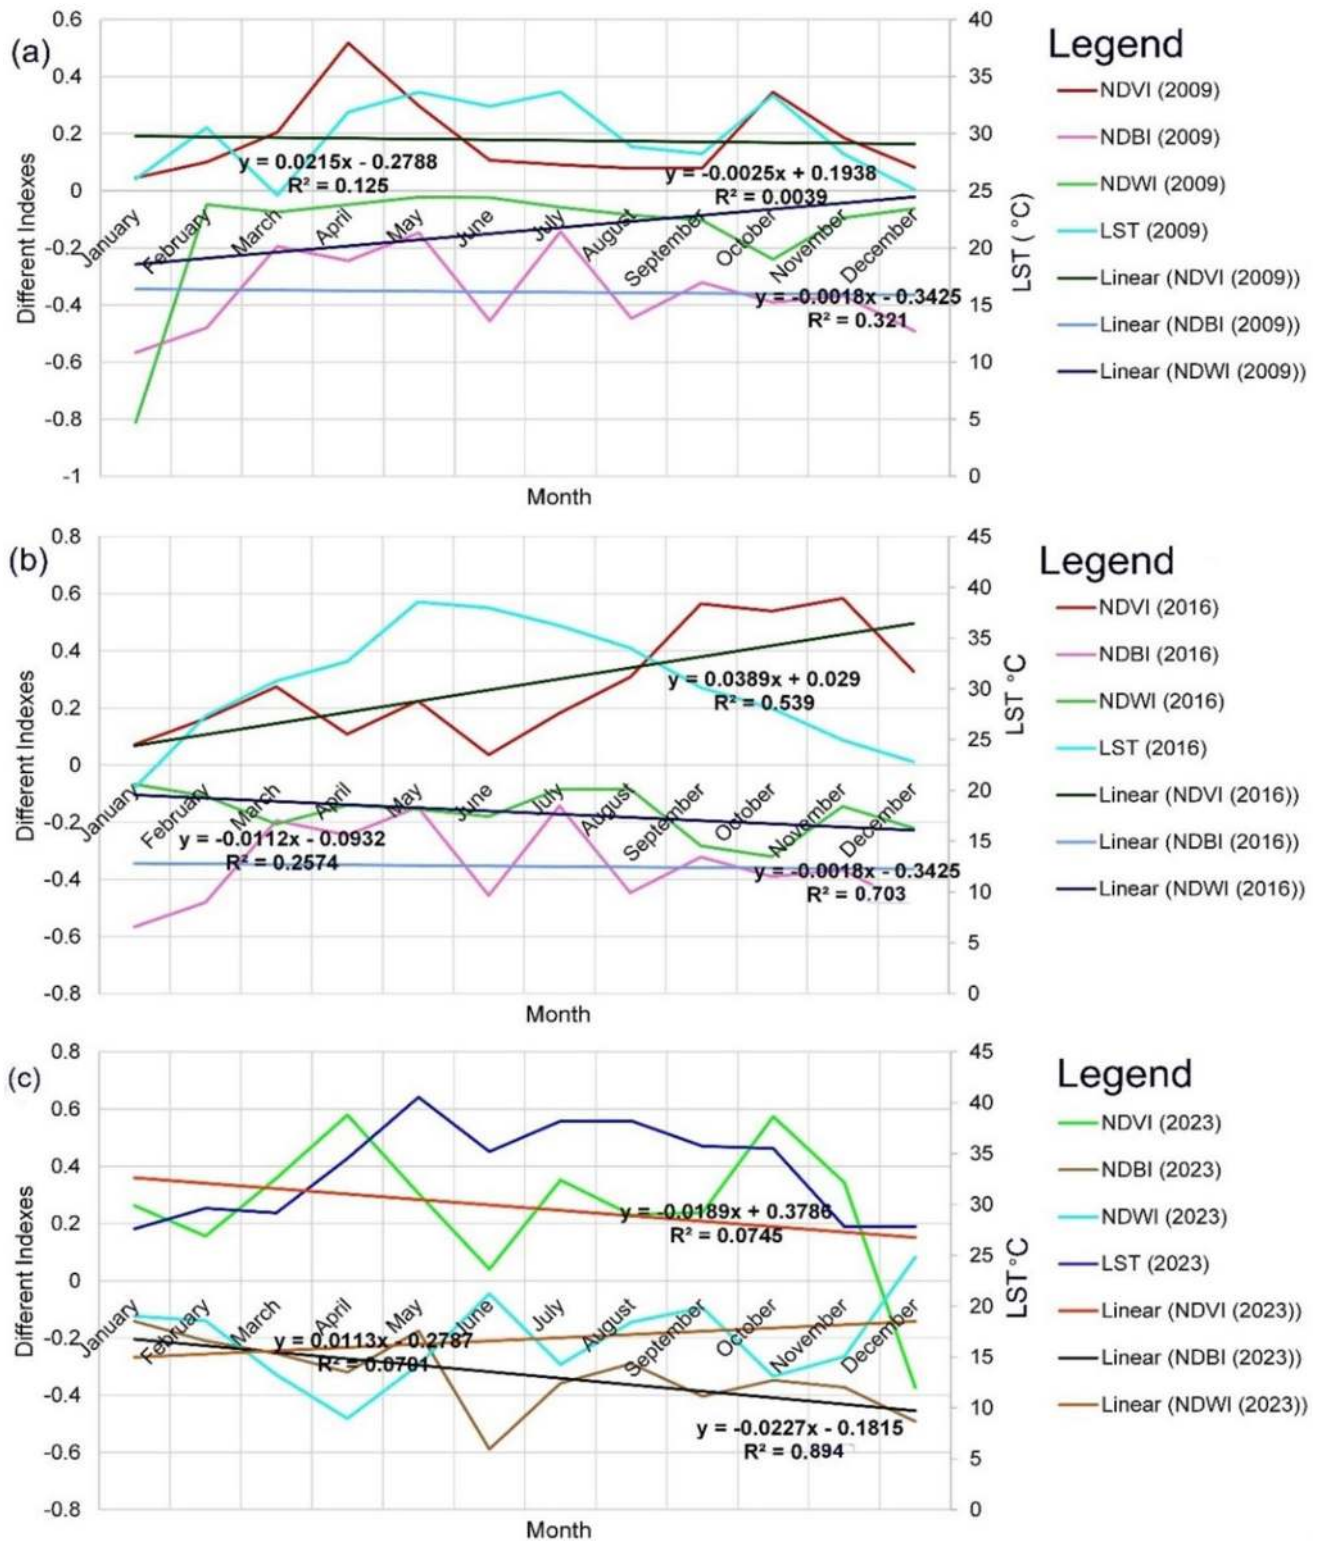 (a)
0.6
0.4
0.2
0
-0.2
-0.4
-0.6
-0.8
-1
Different Indexes
40
35
30
25
20
15
10
5
0
LST ( °C)
y = 0.0215x - 0.2788
R² = 0.125
y = -0.0025x + 0.1938
R² = 0.0039
y = -0.0018x - 0.3425
R² = 0.321
January
February
March
April
May
June
July
August
September
October
November
December
Month
Legend
NDVI (2009)
NDBI (2009)
NDWI (2009)
LST (2009)
Linear (NDVI (2009))
Linear (NDBI (2009))
Linear (NDWI (2009))
(b)
0.8
0.6
0.4
0.2
0
-0.2
-0.4
-0.6
-0.8
Different Indexes
45
40
35
30
25
20
15
10
5
0
LST °C
y = 0.0389x + 0.029
R² = 0.539
y = -0.0112x - 0.0932
R² = 0.2574
y = -0.0018x - 0.3425
R² = 0.703
January
February
March
April
May
June
July
August
September
October
November
December
Month
Legend
NDVI (2016)
NDBI (2016)
NDWI (2016)
LST (2016)
Linear (NDVI (2016))
Linear (NDBI (2016))
Linear (NDWI (2016))
(c)
0.8
0.6
0.4
0.2
0
-0.2
-0.4
-0.6
-0.8
Different Indexes
45
40
35
30
25
20
15
10
5
0
LST °C
y = -0.0189x + 0.3786
R² = 0.0745
y = 0.0113x - 0.2787
R² = 0.0701
y = -0.0227x - 0.1815
R² = 0.894
January
February
March
April
May
June
July
August
September
October
November
December
Month
Legend
NDVI (2023)
NDBI (2023)
NDWI (2023)
LST (2023)
Linear (NDVI (2023))
Linear (NDBI (2023))
Linear (NDWI (2023))